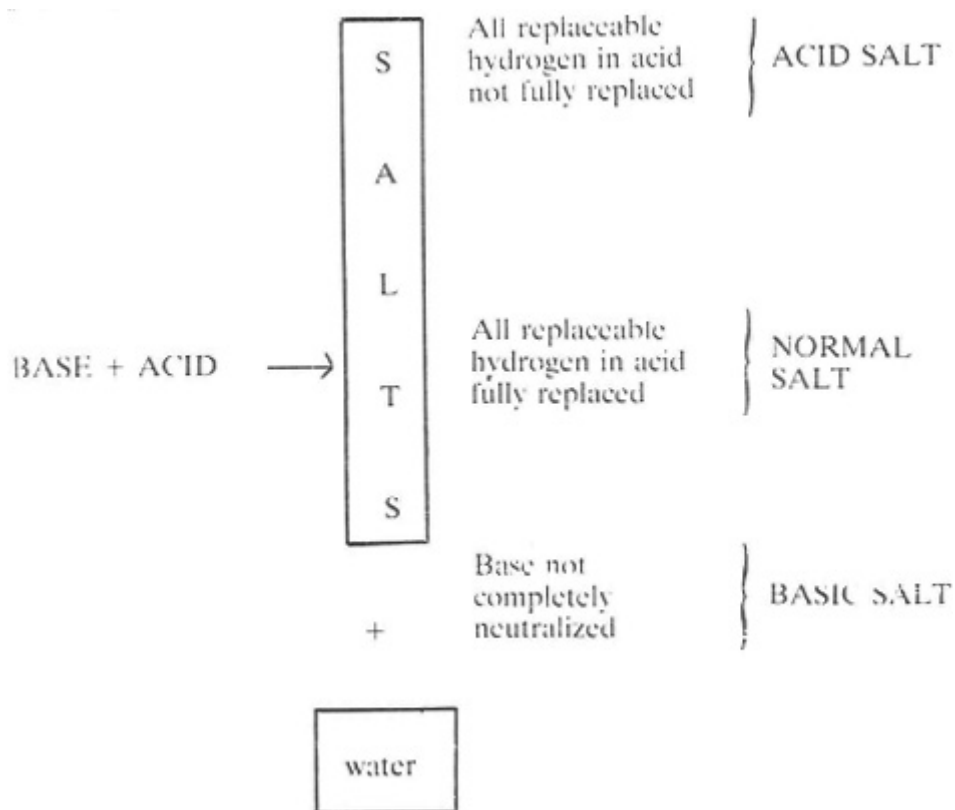 S
A
L
T
S
All replaceable
hydrogen in acid
not fully replaced
ACID SALT
BASE + ACID
All replaceable
hydrogen in acid
fully replaced
NORMAL
SALT
Base not
completely
neutralized
BASIC SALT
+
water